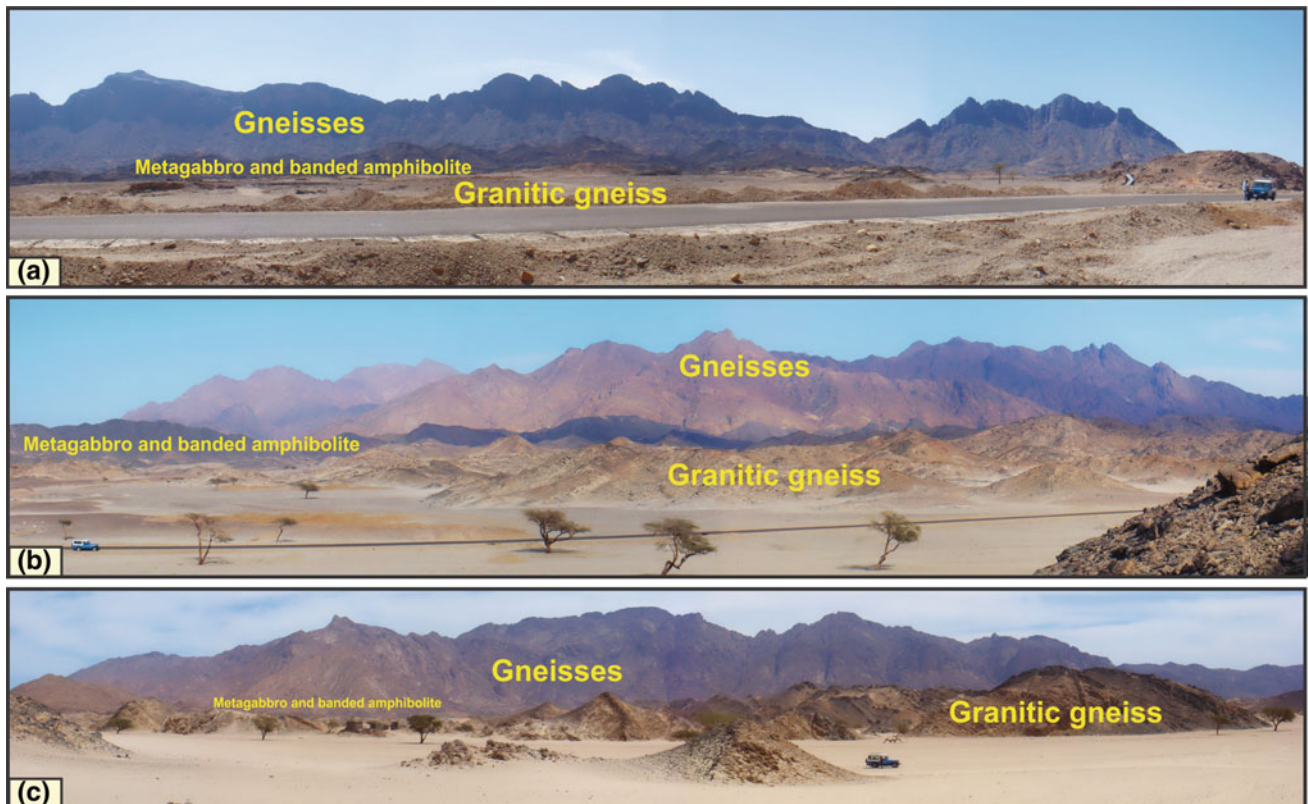 Gneisses
Metagabbro and banded amphibolite
Granitic gneiss
(a)
Gneisses
Metagabbro and banded amphibolite
Granitic gneiss
(b)
Gneisses
Metagabbro and banded amphibolite
Granitic gneiss
(c)